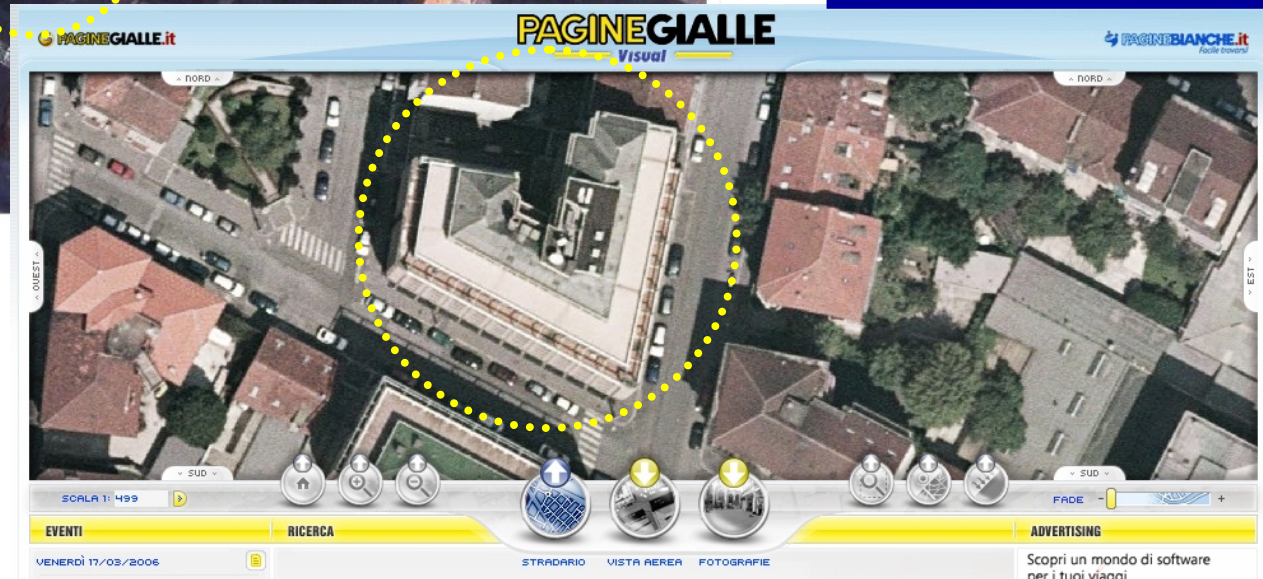 PAGINEGIALLE.it
PAGINEGIALLE
Visual
PAGINEBIANCHE.it
Facile trovarsi
^ NORD ^
^ NORD ^
< OVEST <
> EST >
˅ SUD ˅
˅ SUD ˅
SCALA 1: 499
FADE - +
EVENTI
RICERCA
ADVERTISING
VENERDÌ 17/03/2006
STRADARIO VISTA AEREA FOTOGRAFIE
Scopri un mondo di software
per i tuoi viaggi